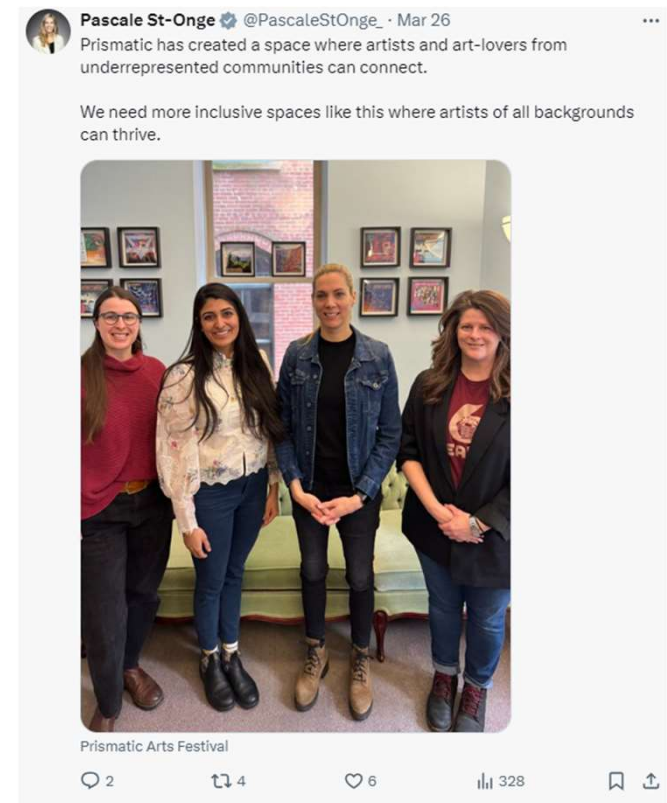 Pascale St-Onge @PascaleStOnge_ · Mar 26
Prismatic has created a space where artists and art-lovers from
underrepresented communities can connect.
We need more inclusive spaces like this where artists of all backgrounds
can thrive.
6
EA
Prismatic Arts Festival
2 4 6 328